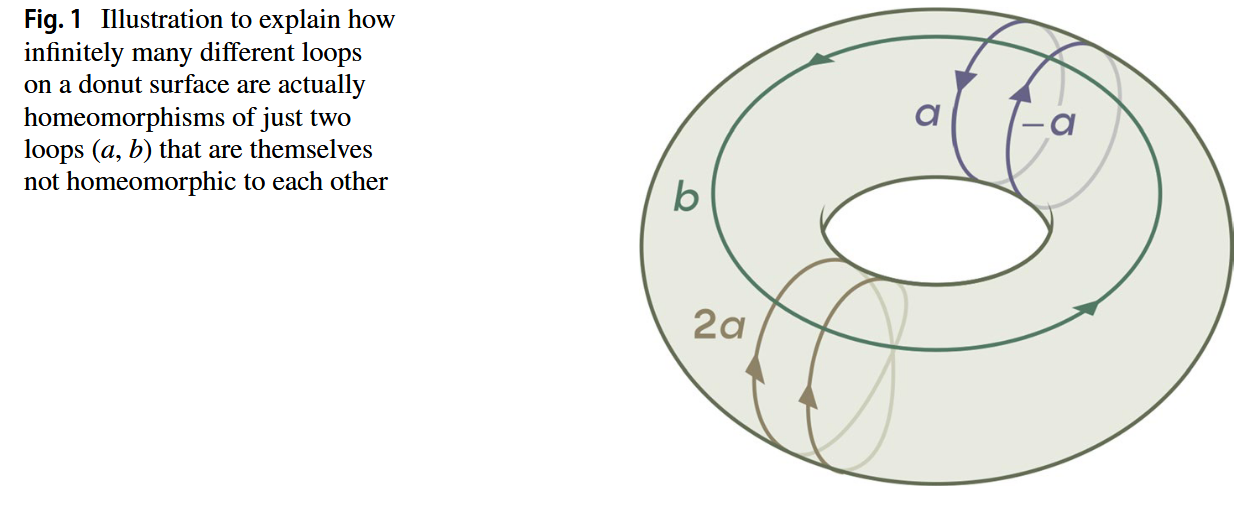 Fig. 1 Illustration to explain how
infinitely many different loops
on a donut surface are actually
homeomorphisms of just two
loops (a, b) that are themselves
not homeomorphic to each other
a
−a
b
2a